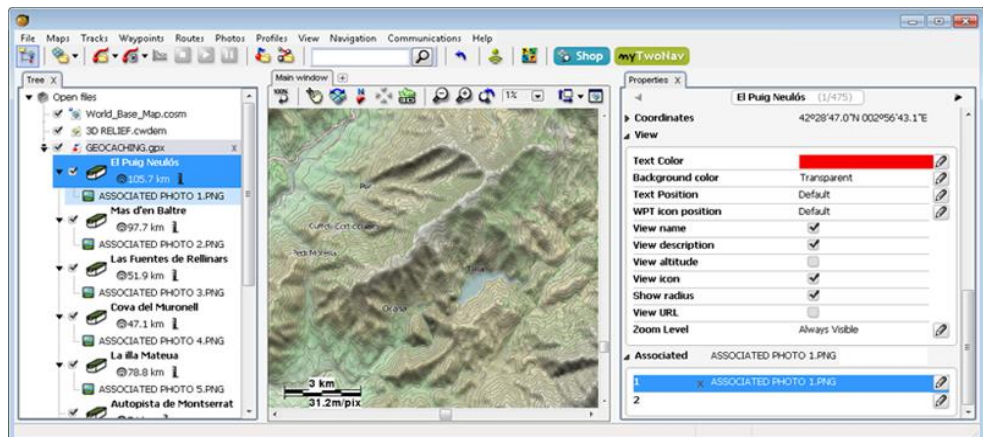 File Maps Tracks Waypoints Routes Photos Profiles View Navigation Communications Help
Shop
myTwoNav
Tree X
Open files
World_Base_Map.cosm
3D RELIEF.cwdem
GEOCACHING.gpx x
El Puig Neulós
105.7 km
ASSOCIATED PHOTO 1.PNG
Mas d'en Baltre
97.7 km
ASSOCIATED PHOTO 2.PNG
Las Fuentes de Rellinars
51.9 km
ASSOCIATED PHOTO 3.PNG
Cova del Muronell
47.1 km
ASSOCIATED PHOTO 4.PNG
La illa Mateua
78.8 km
ASSOCIATED PHOTO 5.PNG
Autopista de Montserrat
Main window
100%
1%
3 km
31.2m/pix
Properties X
El Puig Neulós (1/475)
Coordinates 42º28'47.0"N 002º56'43.1"E
View
Text Color
Background color Transparent
Text Position Default
WPT icon position Default
View name
View description
View altitude
View icon
Show radius
View URL
Zoom Level Always Visible
Associated ASSOCIATED PHOTO 1.PNG
1 x ASSOCIATED PHOTO 1.PNG
2